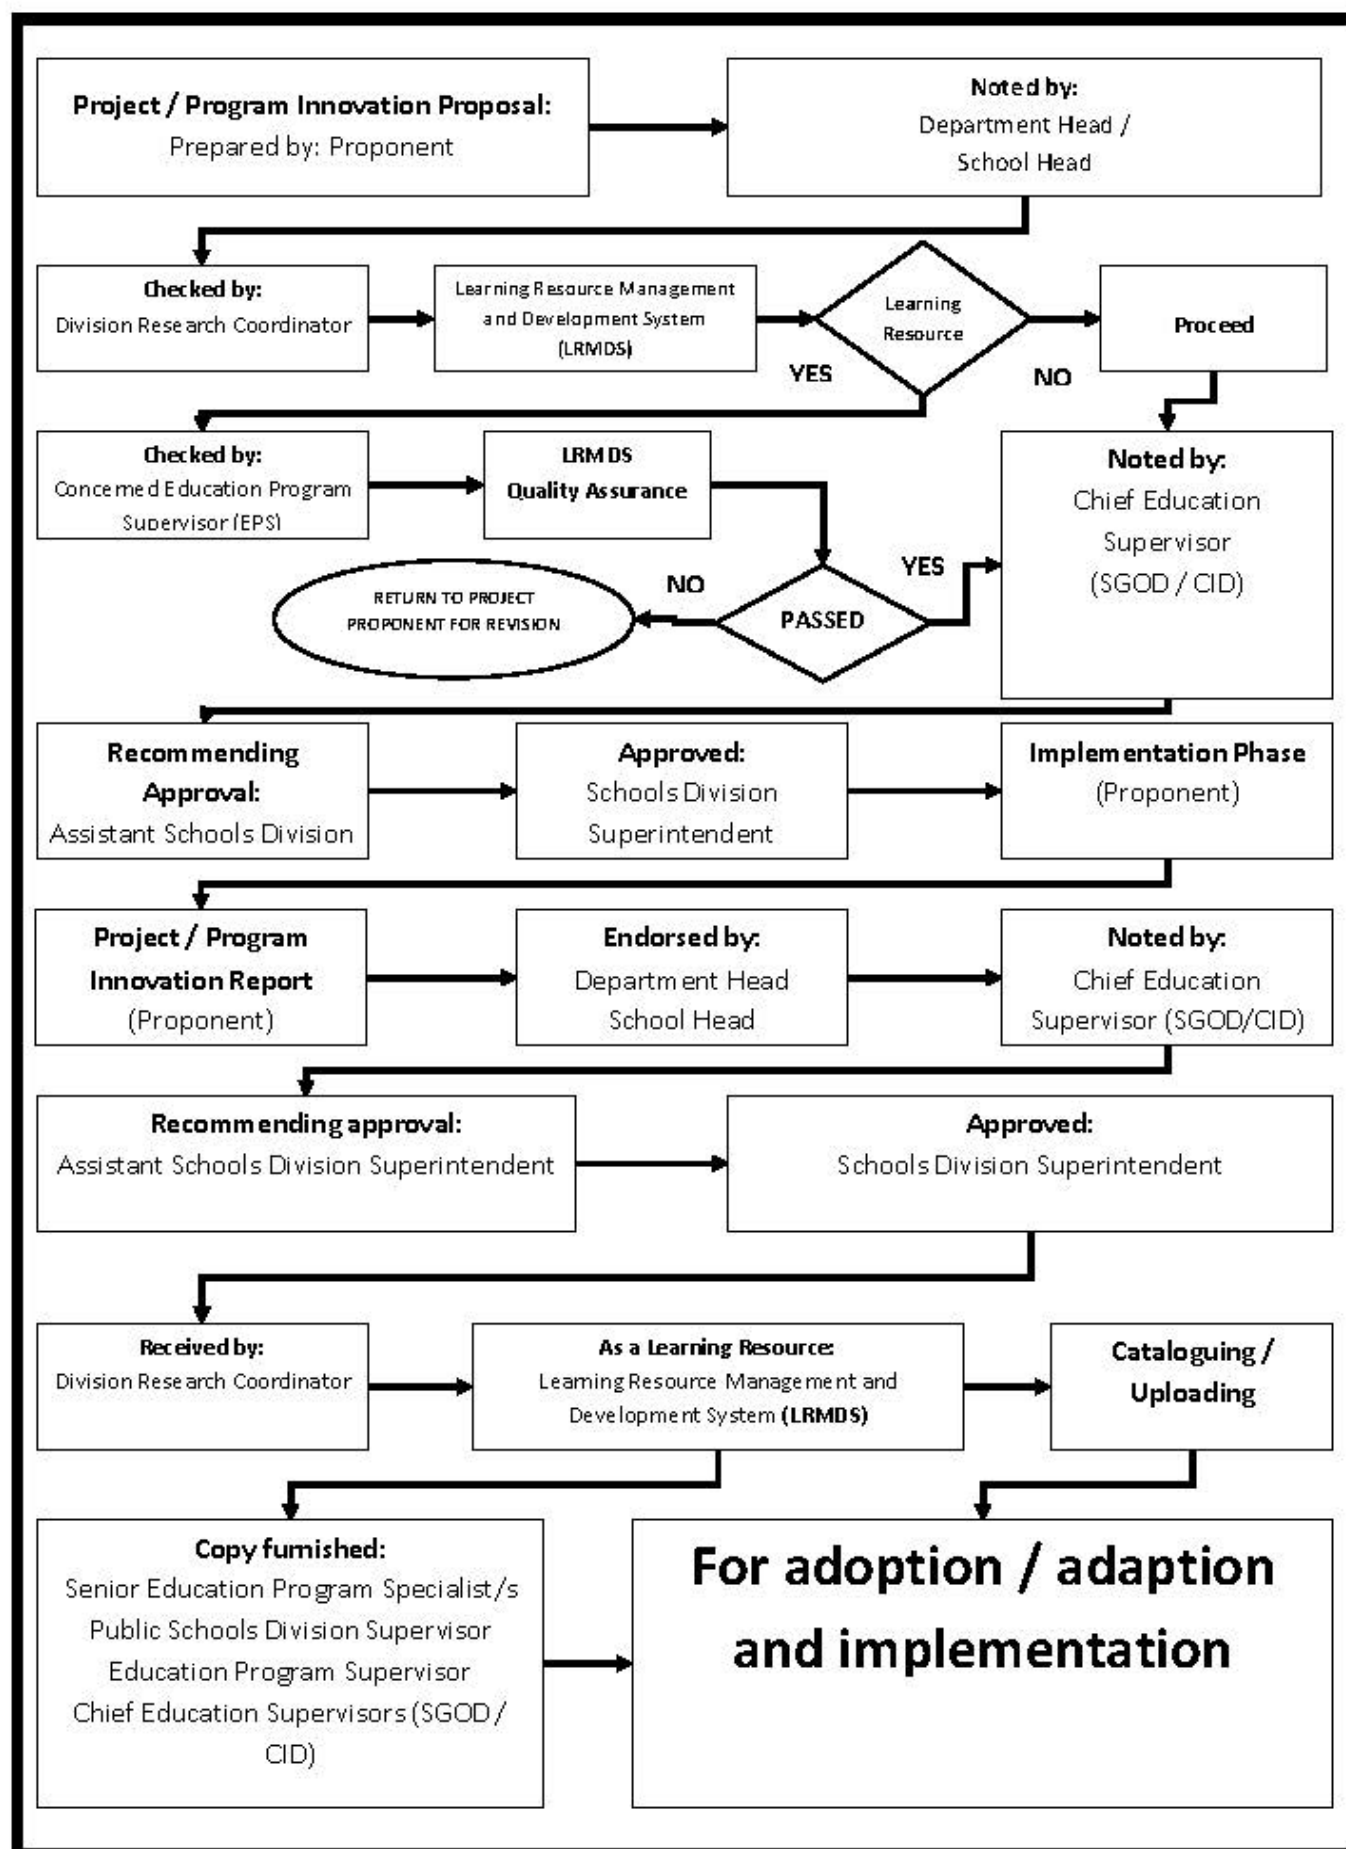 Project / Program Innovation Proposal:
Prepared by: Proponent
Noted by:
Department Head /
School Head
Checked by:
Division Research Coordinator
Learning Resource Management
and Development System
(LRMDS)
Learning
Resource
Proceed
YES
NO
Checked by:
Concerned Education Program
Supervisor (EPS)
LRMDS
Quality Assurance
Noted by:
Chief Education
Supervisor
(SGOD / CID)
YES
NO
RETURN TO PROJECT
PROPONENT FOR REVISION
PASSED
Recommending
Approval:
Assistant Schools Division
Approved:
Schools Division
Superintendent
Implementation Phase
(Proponent)
Project / Program
Innovation Report
(Proponent)
Endorsed by:
Department Head
School Head
Noted by:
Chief Education
Supervisor (SGOD/CID)
Recommending approval:
Assistant Schools Division Superintendent
Approved:
Schools Division Superintendent
Received by:
Division Research Coordinator
As a Learning Resource:
Learning Resource Management and
Development System (LRMDS)
Cataloguing /
Uploading
Copy furnished:
Senior Education Program Specialist/s
Public Schools Division Supervisor
Education Program Supervisor
Chief Education Supervisors (SGOD /
CID)
For adoption / adaption
and implementation